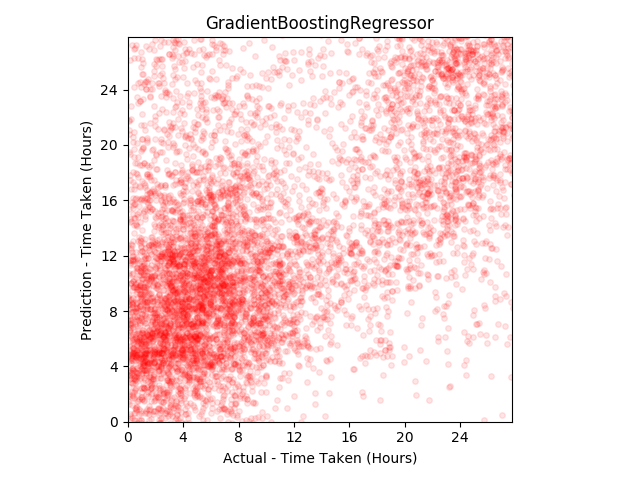 GradientBoostingRegressor
Prediction - Time Taken (Hours)
24
20
16
12
8
4
0
0 4 8 12 16 20 24
Actual - Time Taken (Hours)